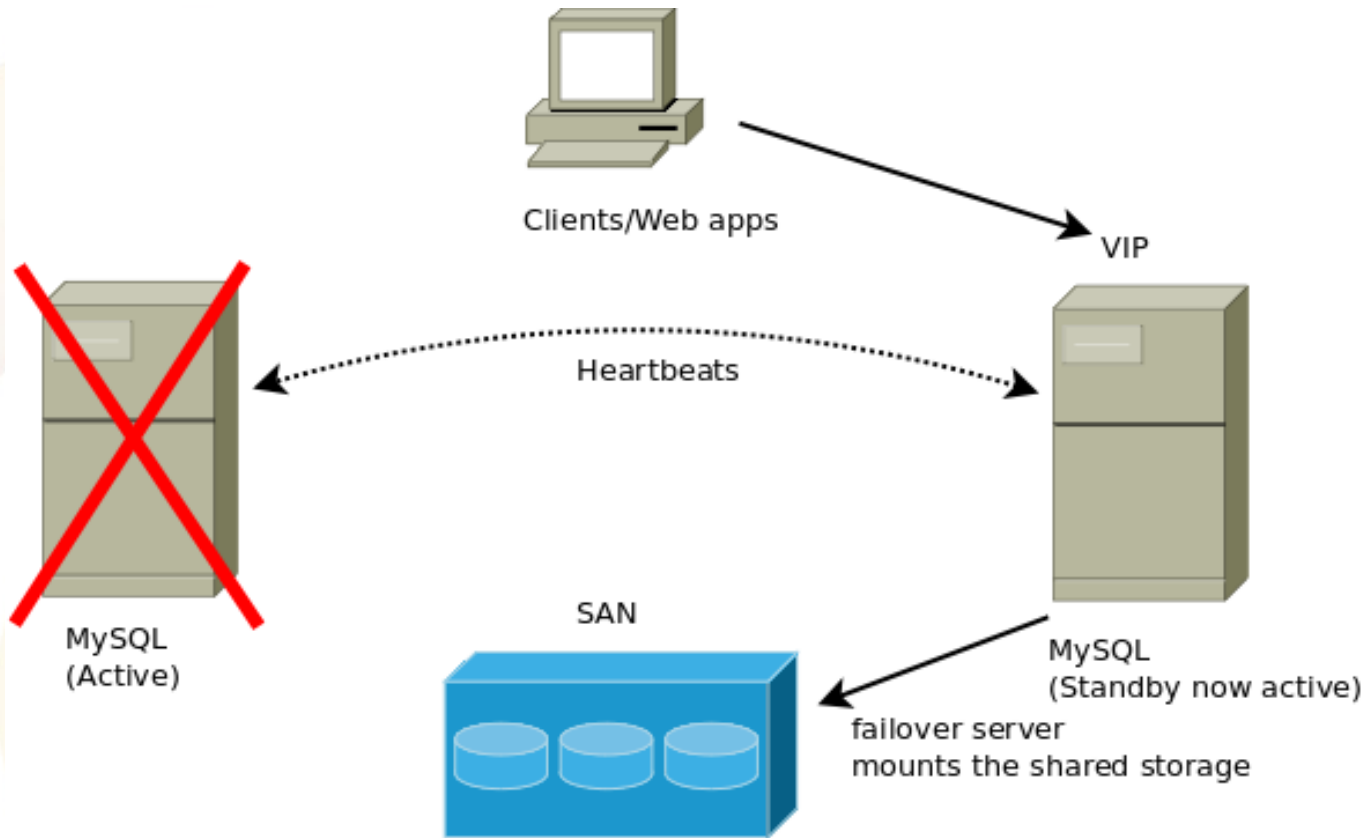 Clients/Web apps
VIP
Heartbeats
SAN
MySQL
(Active)
MySQL
(Standby now active)
failover server
mounts the shared storage